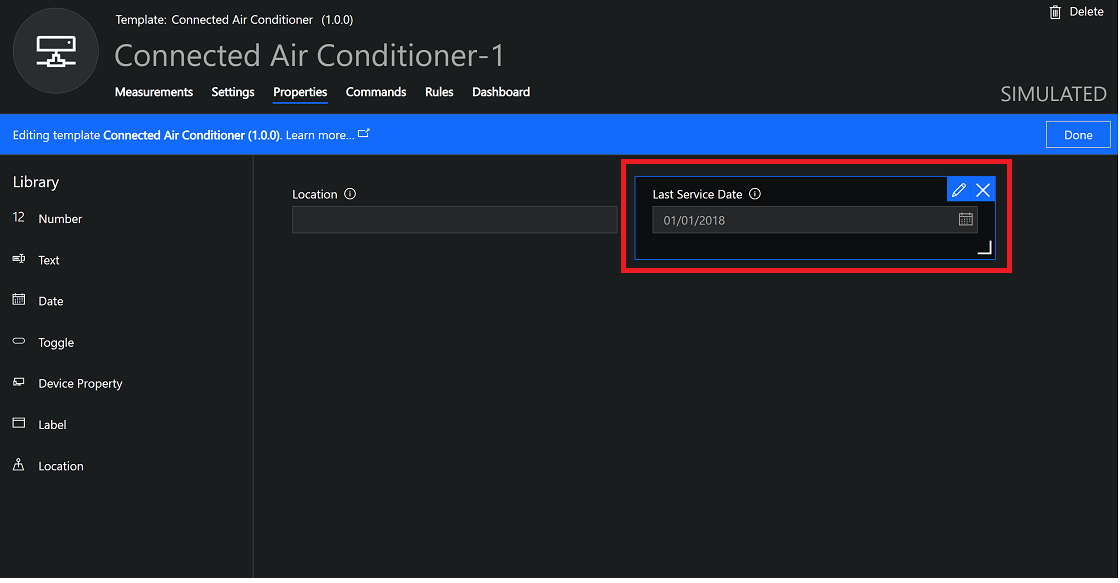 Template: Connected Air Conditioner (1.0.0)
Delete
Connected Air Conditioner-1
Measurements Settings Properties Commands Rules Dashboard
SIMULATED
Editing template Connected Air Conditioner (1.0.0). Learn more...
Done
Library
12 Number
Text
Date
Toggle
Device Property
Label
Location
Location
Last Service Date
01/01/2018